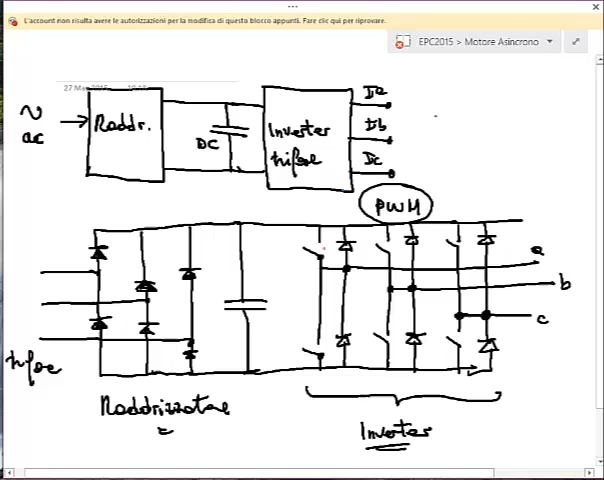 L'account non risulta avere le autorizzazioni per la modifica di questo blocco appunti. Fare clic qui per riprovare.
EPC2015 > Motore Asincrono
~
ac
Raddr.
DC
Inverter
trifase
Ia
Ib
Ic
PWM
a
b
c
trifase
Raddrizzatore
Inverter